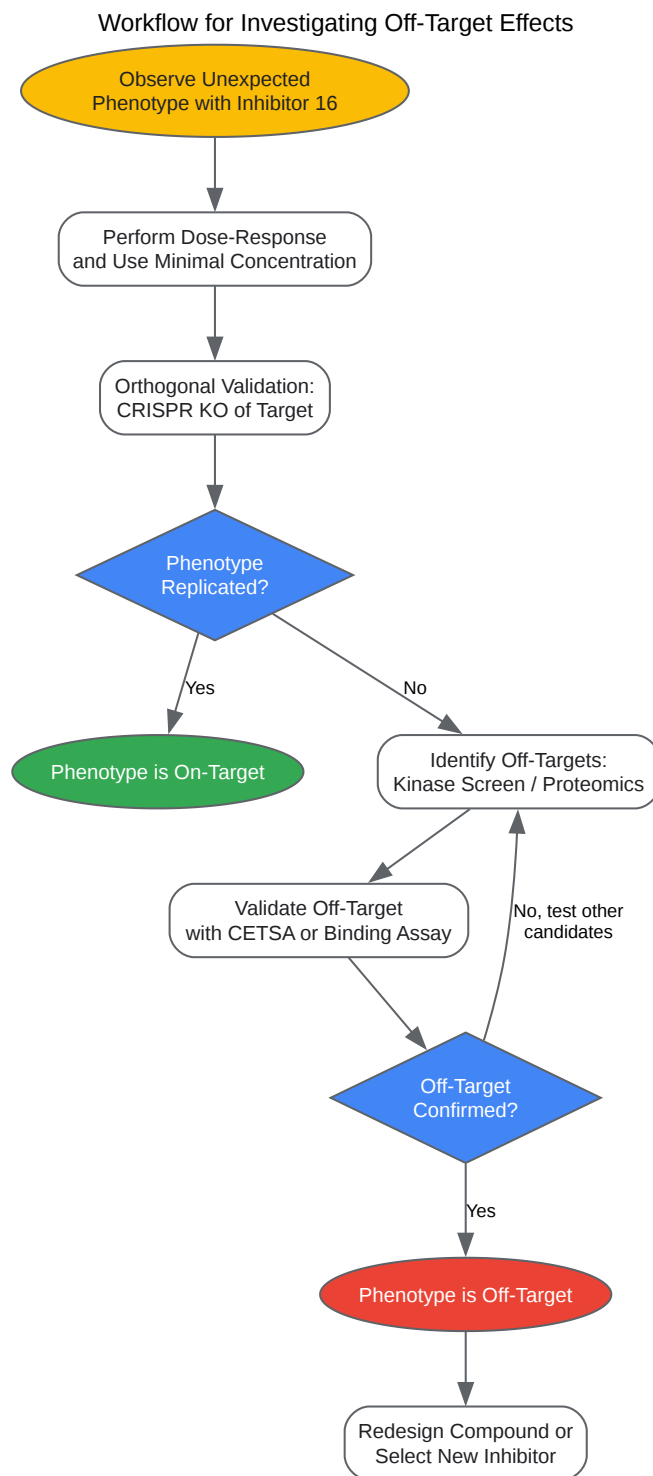 Workflow for Investigating Off-Target Effects
Observe Unexpected
Phenotype with Inhibitor 16
Perform Dose-Response
and Use Minimal Concentration
Orthogonal Validation:
CRISPR KO of Target
Phenotype
Replicated?
Yes
No
Phenotype is On-Target
Identify Off-Targets:
Kinase Screen / Proteomics
Validate Off-Target
with CETSA or Binding Assay
No, test other
candidates
Off-Target
Confirmed?
Yes
Phenotype is Off-Target
Redesign Compound or
Select New Inhibitor